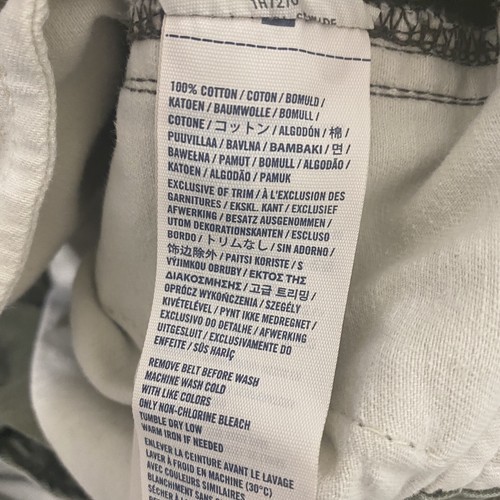 100% COTTON / COTON / BOMULD /
KATOEN / BAUMWOLLE / BOMULL /
COTONE / コットン / ALGODÓN / 棉 /
PUUVILLAA / BAVLNA / ΒΑΜΒΑΚΙ / 면 /
BAWEŁNA / PAMUT / BOMULL / ALGODÃO /
KATOEN / ALGODÃO / PAMUK
EXCLUSIVE OF TRIM / À L'EXCLUSION DES
GARNITURES / EKSKL. KANT / EXCLUSIEF
AFWERKING / BESATZ AUSGENOMMEN /
UTOM DEKORATIONSKANTEN / ESCLUSO
BORDO / トリムなし / SIN ADORNO /
饰边除外 / PAITSI KORISTE / S
VÝJIMKOU OBRUBY / ΕΚΤΟΣ ΤΗΣ
ΔΙΑΚΟΣΜΗΣΗΣ / 고급 트리밍 /
OPRÓCZ WYKOŃCZENIA / SZEGÉLY
KIVÉTELÉVEL / PYNT IKKE MEDREGNET /
EXCLUSIVO DO DETALHE / AFWERKING
UITGESLUIT / EXCLUSIVAMENTE DO
ENFEITE / SÜS HARİÇ
REMOVE BELT BEFORE WASH
MACHINE WASH COLD
WITH LIKE COLORS
ONLY NON-CHLORINE BLEACH
TUMBLE DRY LOW
WARM IRON IF NEEDED
ENLEVER LA CEINTURE AVANT LE LAVAGE
LAVER À FROID EN MACHINE (30°C)
AVEC COULEURS SIMILAIRES
BLANCHIMENT SANS